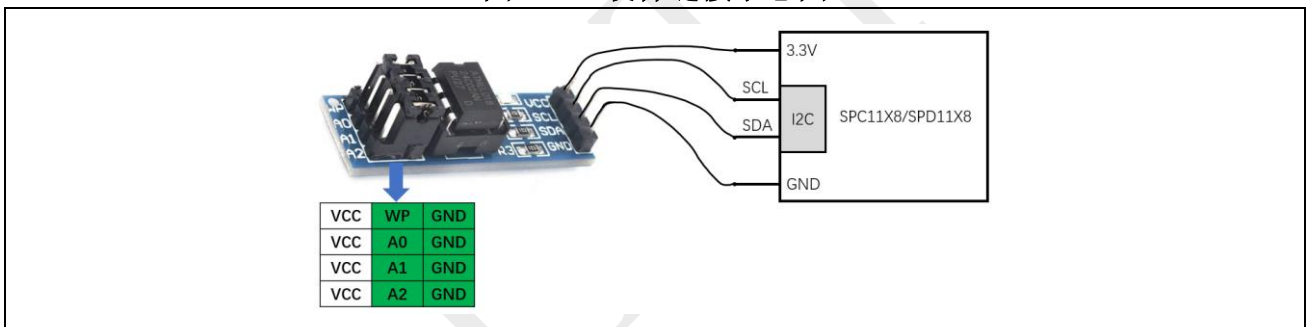 3.3V
SCL
SDA
I2C
SPC11X8/SPD11X8
GND
WP
A0
A1
A2
VCC
SCL
SDA
GND
R3
VCC WP GND
VCC A0 GND
VCC A1 GND
VCC A2 GND